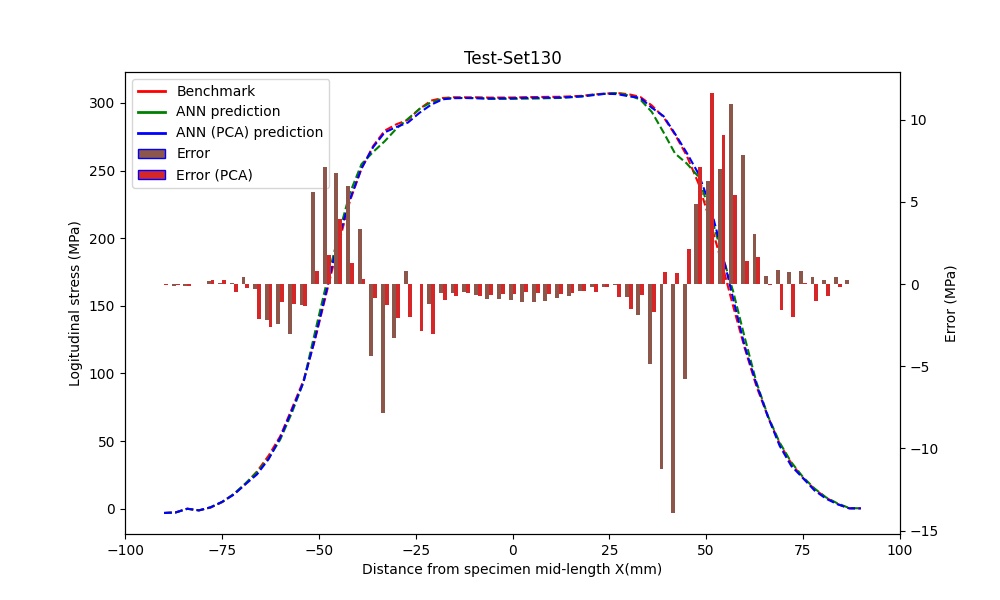 Test-Set130
Benchmark
ANN prediction
ANN (PCA) prediction
Error
Error (PCA)
300
250
200
150
100
50
0
Logitudinal stress (MPa)
10
5
0
−5
−10
−15
Error (MPa)
−100 −75 −50 −25 0 25 50 75 100
Distance from specimen mid-length X(mm)